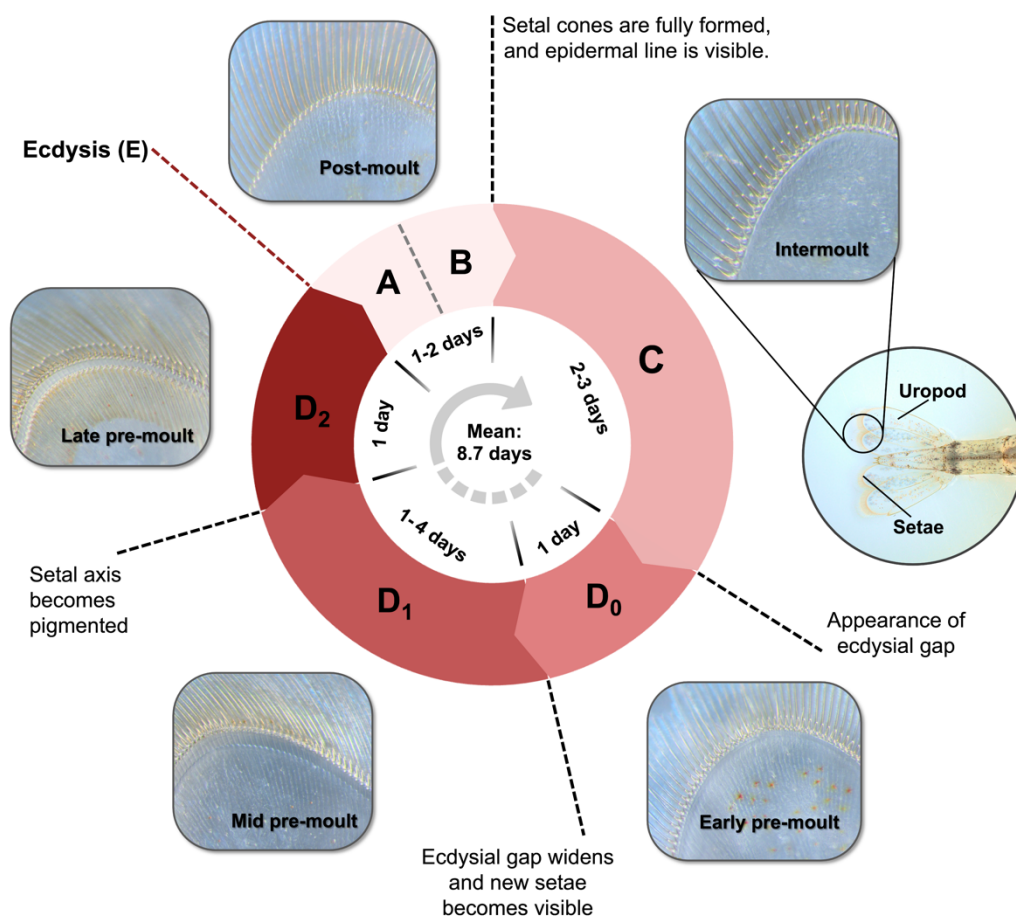 Setal cones are fully formed,
and epidermal line is visible.
Post-moult
Ecdysis (E)
Intermoult
A
B
C
1-2 days
2-3 days
Uropod
Setae
Late pre-moult
D₂
1 day
Mean:
8.7 days
1-4 days
1 day
D₁
D₀
Setal axis
becomes
pigmented
Appearance of
ecdysial gap
Mid pre-moult
Early pre-moult
Ecdysial gap widens
and new setae
becomes visible